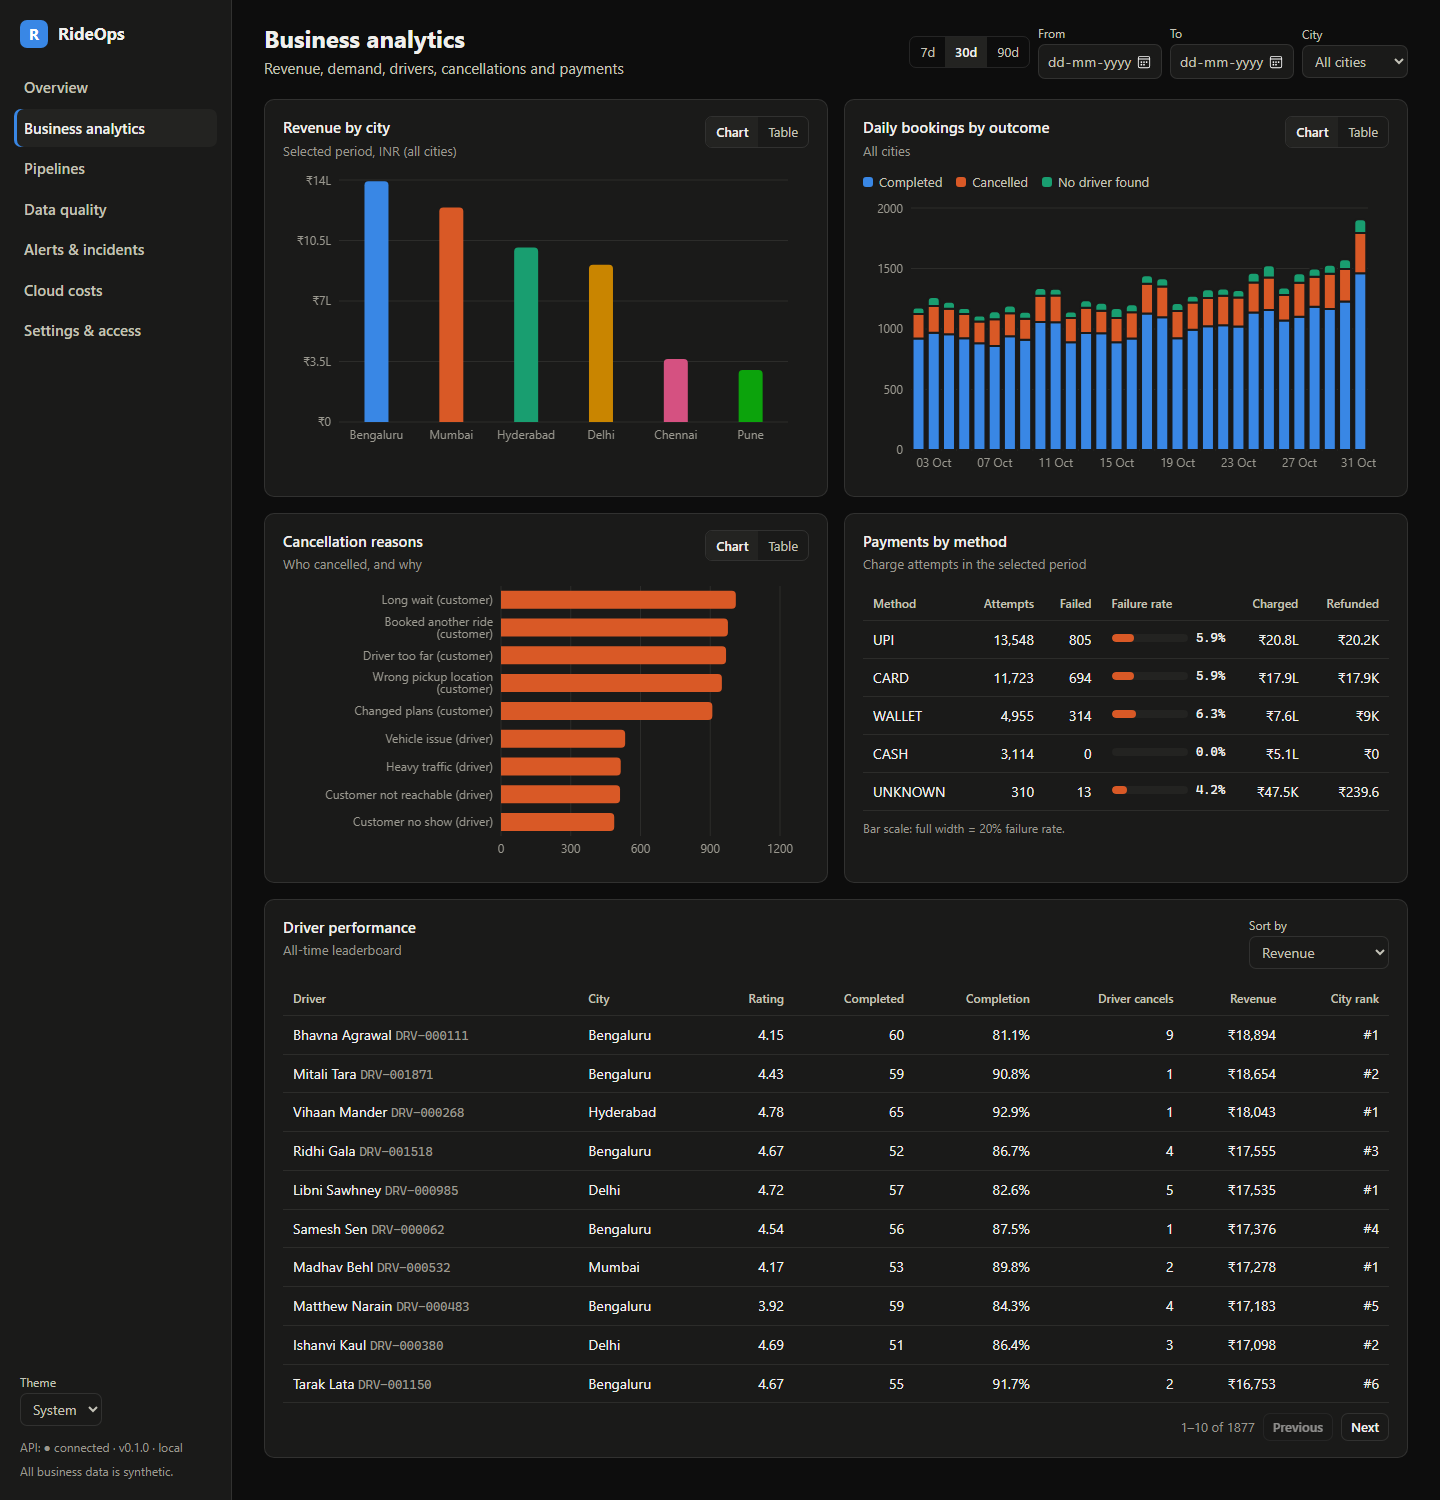 R RideOps
Overview
Business analytics
Pipelines
Data quality
Alerts & incidents
Cloud costs
Settings & access
Theme
System
API: ● connected · v0.1.0 · local
All business data is synthetic.
Business analytics
Revenue, demand, drivers, cancellations and payments
7d 30d 90d
From
dd-mm-yyyy
To
dd-mm-yyyy
City
All cities
Revenue by city
Selected period, INR (all cities)
Chart Table
₹14L
₹10.5L
₹7L
₹3.5L
₹0
Bengaluru Mumbai Hyderabad Delhi Chennai Pune
Daily bookings by outcome
All cities
Chart Table
Completed Cancelled No driver found
2000
1500
1000
500
0
03 Oct 07 Oct 11 Oct 15 Oct 19 Oct 23 Oct 27 Oct 31 Oct
Cancellation reasons
Who cancelled, and why
Chart Table
Long wait (customer)
Booked another ride
(customer)
Driver too far (customer)
Wrong pickup location
(customer)
Changed plans (customer)
Vehicle issue (driver)
Heavy traffic (driver)
Customer not reachable (driver)
Customer no show (driver)
0 300 600 900 1200
Payments by method
Charge attempts in the selected period
Method Attempts Failed Failure rate Charged Refunded
UPI 13,548 805 5.9% ₹20.8L ₹20.2K
CARD 11,723 694 5.9% ₹17.9L ₹17.9K
WALLET 4,955 314 6.3% ₹7.6L ₹9K
CASH 3,114 0 0.0% ₹5.1L ₹0
UNKNOWN 310 13 4.2% ₹47.5K ₹239.6
Bar scale: full width = 20% failure rate.
Driver performance
All-time leaderboard
Sort by
Revenue
Driver City Rating Completed Completion Driver cancels Revenue City rank
Bhavna Agrawal DRV-000111 Bengaluru 4.15 60 81.1% 9 ₹18,894 #1
Mitali Tara DRV-001871 Bengaluru 4.43 59 90.8% 1 ₹18,654 #2
Vihaan Mander DRV-000268 Hyderabad 4.78 65 92.9% 1 ₹18,043 #1
Ridhi Gala DRV-001518 Bengaluru 4.67 52 86.7% 4 ₹17,555 #3
Libni Sawhney DRV-000985 Delhi 4.72 57 82.6% 5 ₹17,535 #1
Samesh Sen DRV-000062 Bengaluru 4.54 56 87.5% 1 ₹17,376 #4
Madhav Behl DRV-000532 Mumbai 4.17 53 89.8% 2 ₹17,278 #1
Matthew Narain DRV-000483 Bengaluru 3.92 59 84.3% 4 ₹17,183 #5
Ishanvi Kaul DRV-000380 Delhi 4.69 51 86.4% 3 ₹17,098 #2
Tarak Lata DRV-001150 Bengaluru 4.67 55 91.7% 2 ₹16,753 #6
1–10 of 1877 Previous Next